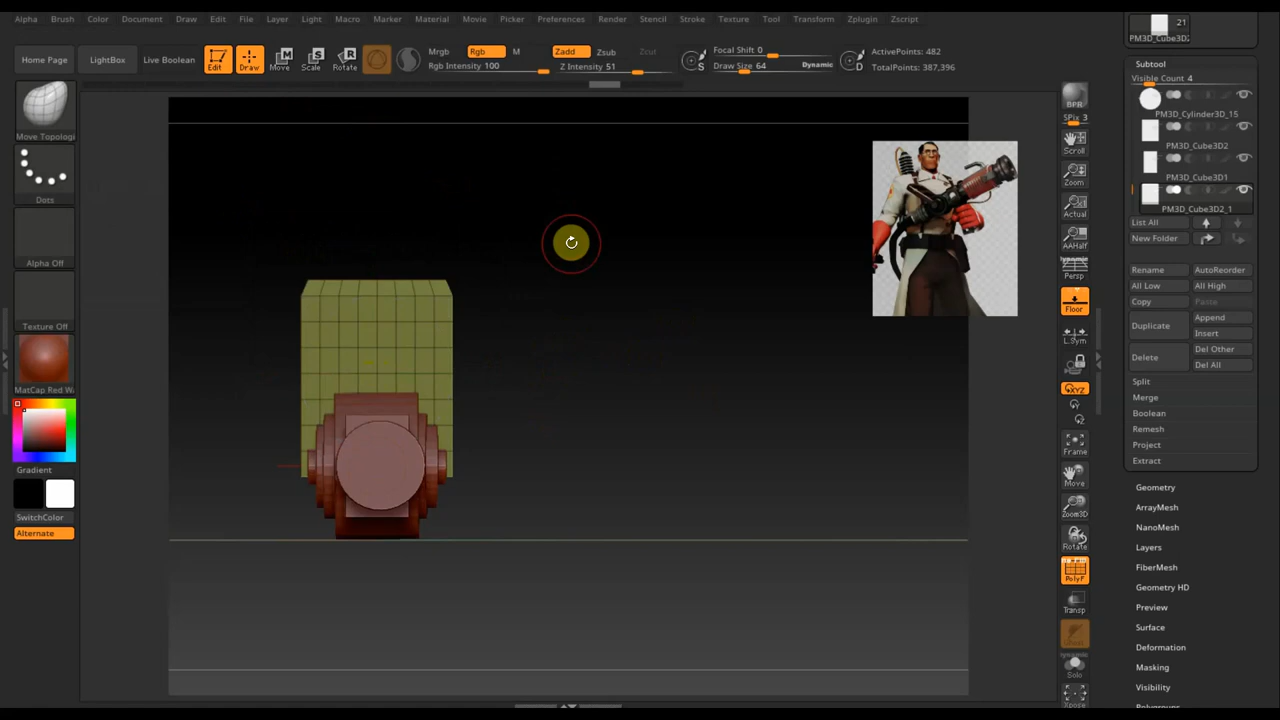 Alpha Brush Color Document Draw Edit File Layer Light Macro Marker Material Movie Picker Preferences Render Stencil Stroke Texture Tool Transform Zplugin Zscript
Home Page
LightBox
Live Boolean
Edit
Draw
Move
Scale
Rotate
Mrgb
Rgb
M
Rgb Intensity 100
Zadd
Zsub
Zcut
Z Intensity 51
S
Focal Shift 0
Draw Size 64
Dynamic
D
ActivePoints: 482
TotalPoints: 387,396
Move Topologi
Dots
Alpha Off
Texture Off
MatCap Red Wa
Gradient
SwitchColor
Alternate
BPR
SPix 3
Scroll
Zoom
Actual
AAHalf
dynamic
Persp
Floor
L.Sym
XYZ
Y
Z
Frame
Move
Zoom3D
Rotate
PolyF
Transp
dynamic
Solo
Xpose
21
PM3D_Cube3D2
Subtool
Visible Count 4
PM3D_Cylinder3D_15
PM3D_Cube3D2
PM3D_Cube3D1
PM3D_Cube3D2_1
List All
New Folder
Rename AutoReorder
All Low All High
Copy Paste
Duplicate Append
Insert
Delete Del Other
Del All
Split
Merge
Boolean
Remesh
Project
Extract
Geometry
ArrayMesh
NanoMesh
Layers
FiberMesh
Geometry HD
Preview
Surface
Deformation
Masking
Visibility